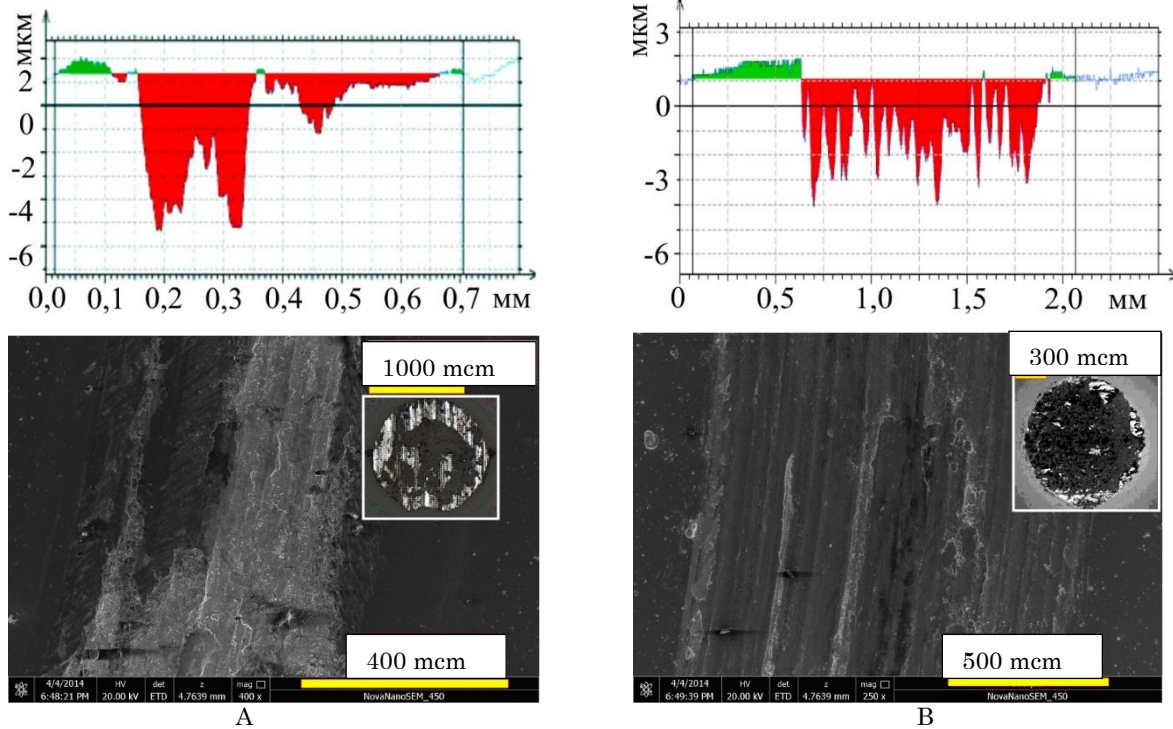 мкм
2
0
-2
-4
-6
0,0 0,1 0,2 0,3 0,4 0,5 0,6 0,7 мм
мкм
3
0
-3
-6
0 0,5 1,0 1,5 2,0 мм
1000 mcm
400 mcm
4/4/2014 HV det z mag
6:48:21 PM 20.00 kV ETD 4.7639 mm 400 x NovaNanoSEM_450
A
300 mcm
500 mcm
4/4/2014 HV det z mag
6:49:39 PM 20.00 kV ETD 4.7639 mm 250 x NovaNanoSEM_450
B